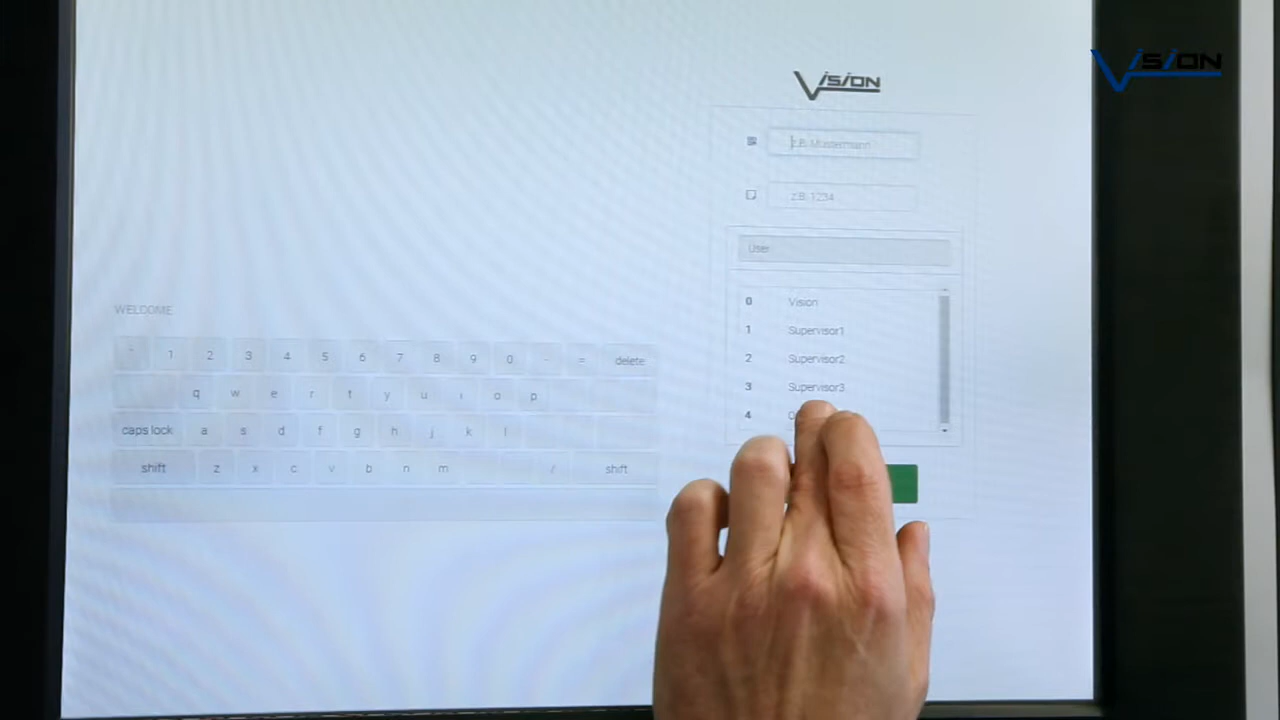 VISION
VISION
z.B. Mustermann
z.B. 1234
User
0 Vision
1 Supervisor1
2 Supervisor2
3 Supervisor3
4
WELCOME
` 1 2 3 4 5 6 7 8 9 0 - = delete
q w e r t y u i o p
caps lock a s d f g h j k l
shift z x c v b n m / shift